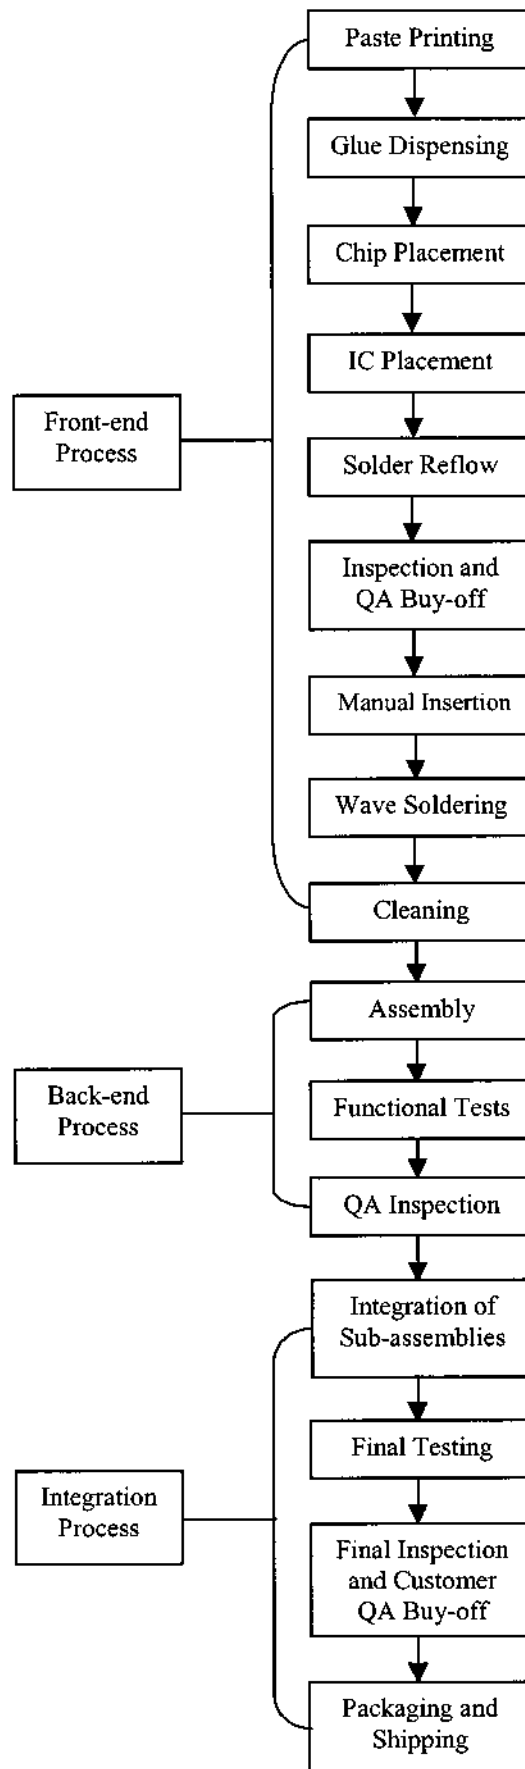 Paste Printing
Glue Dispensing
Chip Placement
IC Placement
Front-end
Process
Solder Reflow
Inspection and
QA Buy-off
Manual Insertion
Wave Soldering
Cleaning
Assembly
Back-end
Process
Functional Tests
QA Inspection
Integration of
Sub-assemblies
Final Testing
Integration
Process
Final Inspection
and Customer
QA Buy-off
Packaging and
Shipping